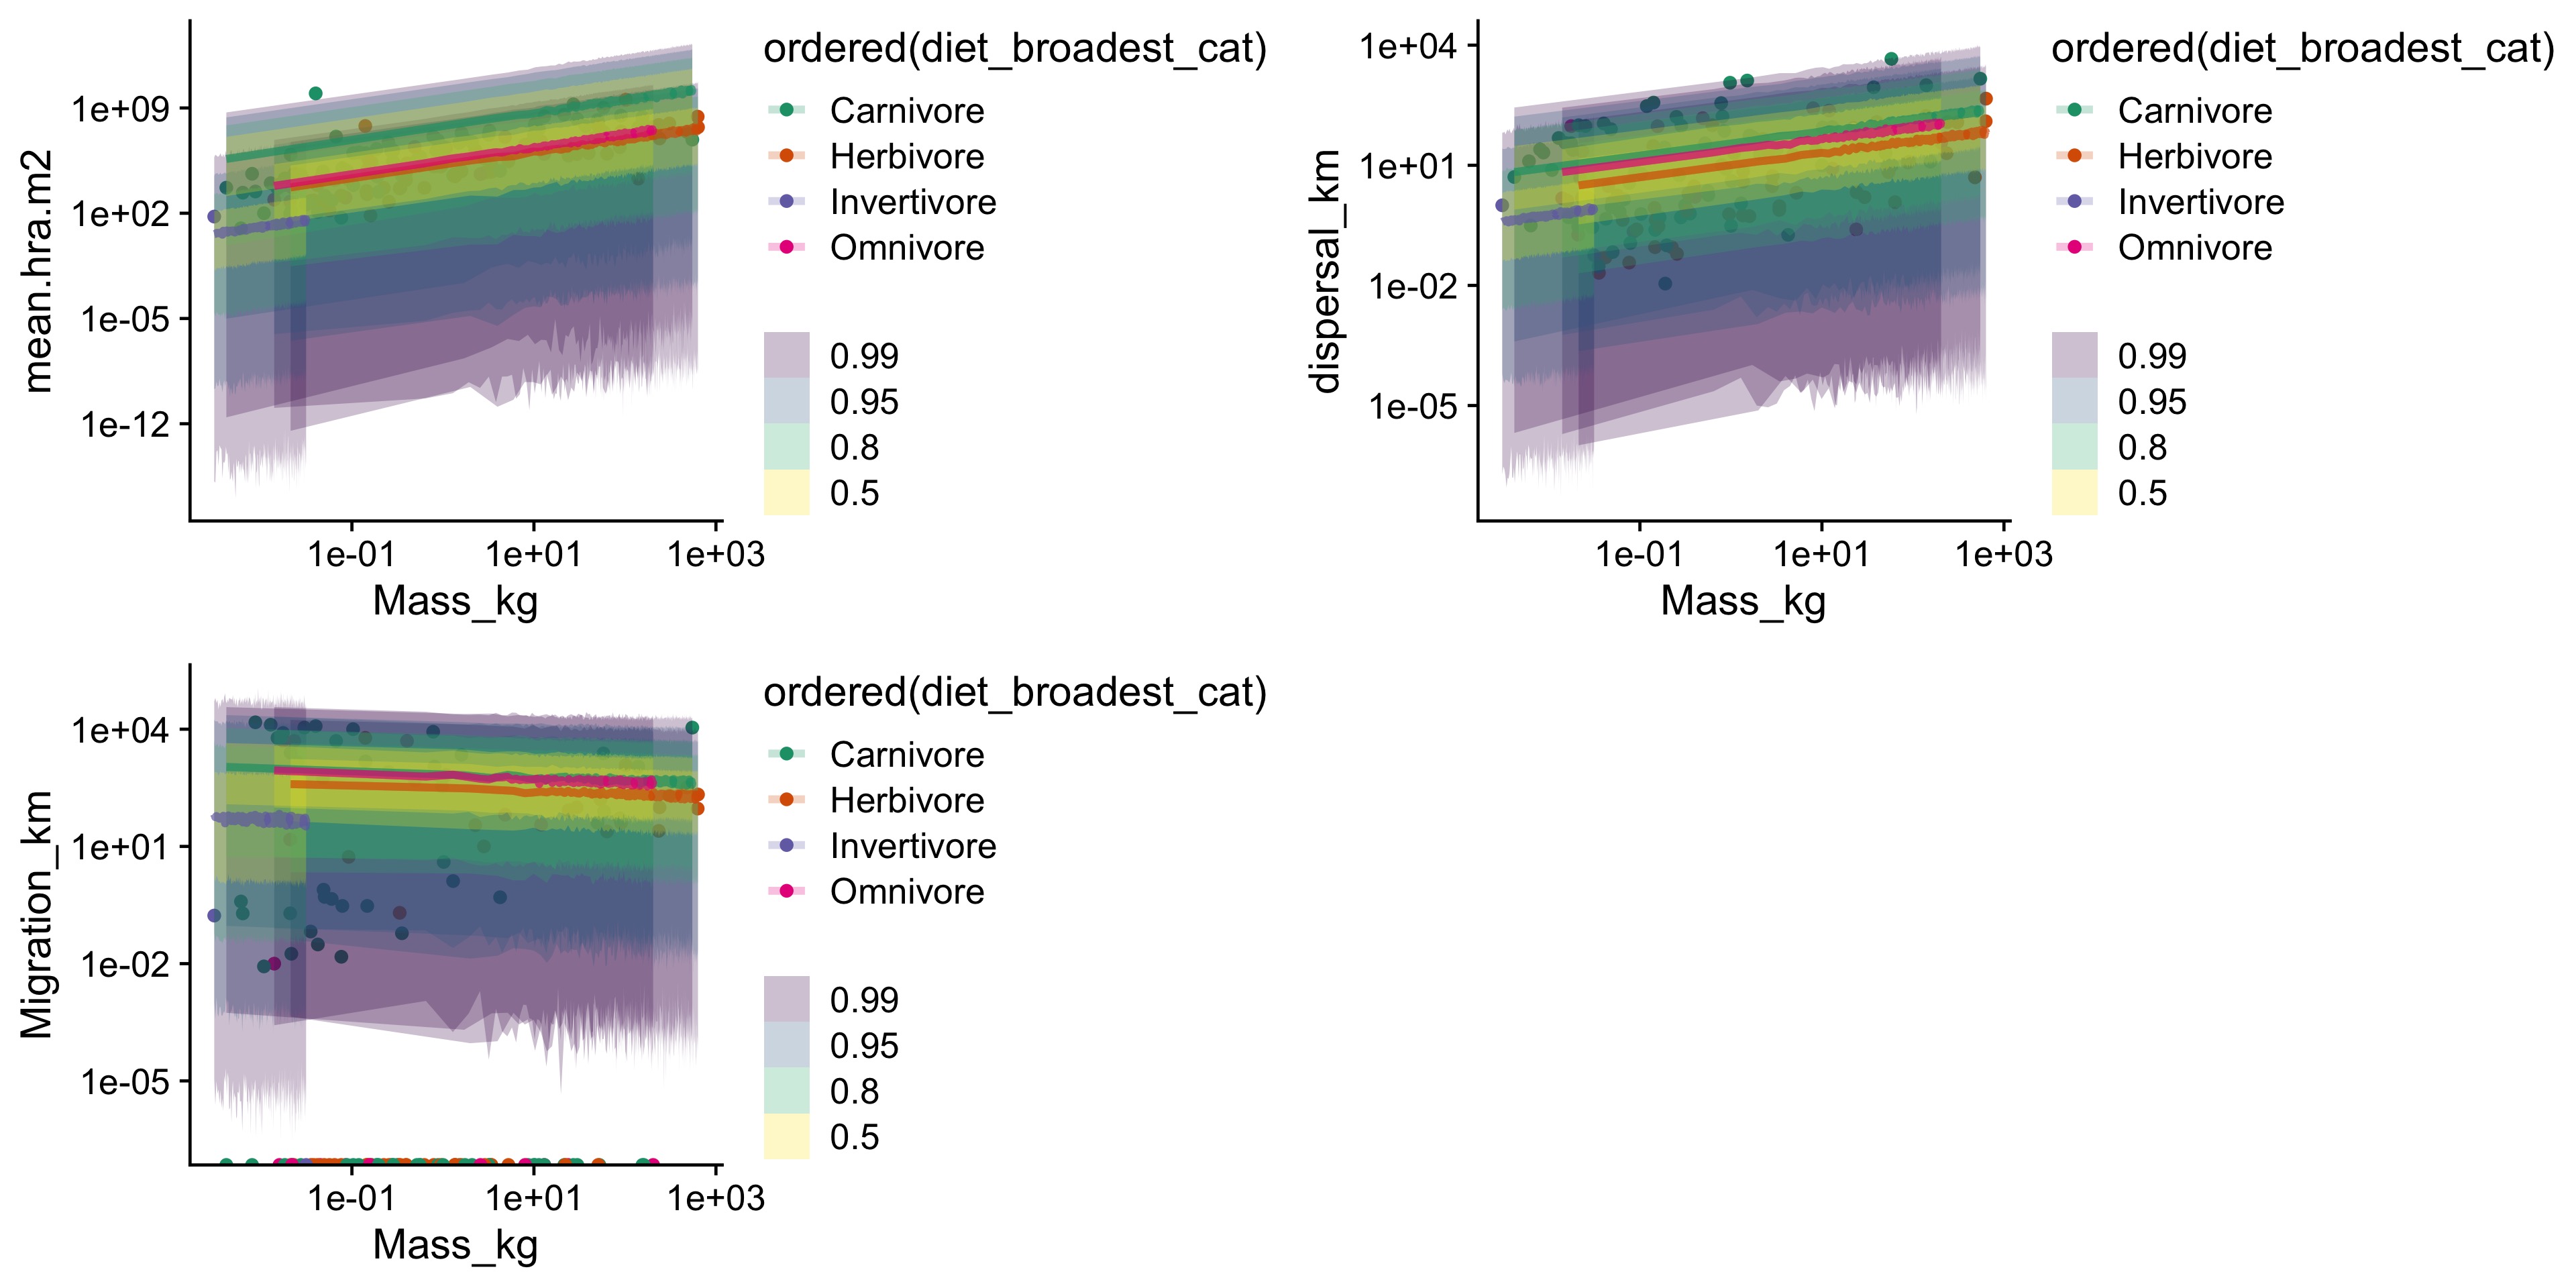 mean.hra.m2
1e+09
1e+02
1e-05
1e-12
1e-01
1e+01
1e+03
Mass_kg
ordered(diet_broadest_cat)
Carnivore
Herbivore
Invertivore
Omnivore
0.99
0.95
0.8
0.5
dispersal_km
1e+04
1e+01
1e-02
1e-05
1e-01
1e+01
1e+03
Mass_kg
ordered(diet_broadest_cat)
Carnivore
Herbivore
Invertivore
Omnivore
0.99
0.95
0.8
0.5
Migration_km
1e+04
1e+01
1e-02
1e-05
1e-01
1e+01
1e+03
Mass_kg
ordered(diet_broadest_cat)
Carnivore
Herbivore
Invertivore
Omnivore
0.99
0.95
0.8
0.5